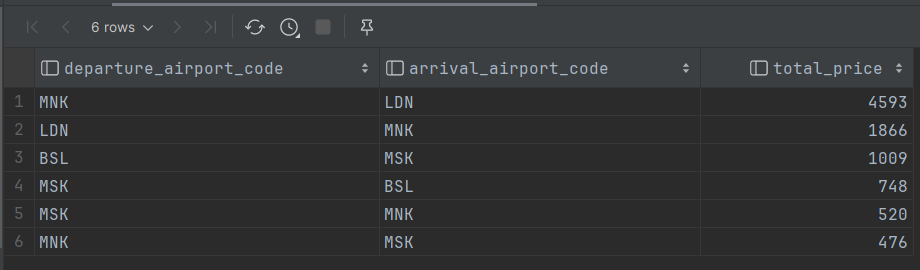 6 rows
departure_airport_code arrival_airport_code total_price
1 MNK LDN 4593
2 LDN MNK 1866
3 BSL MSK 1009
4 MSK BSL 748
5 MSK MNK 520
6 MNK MSK 476